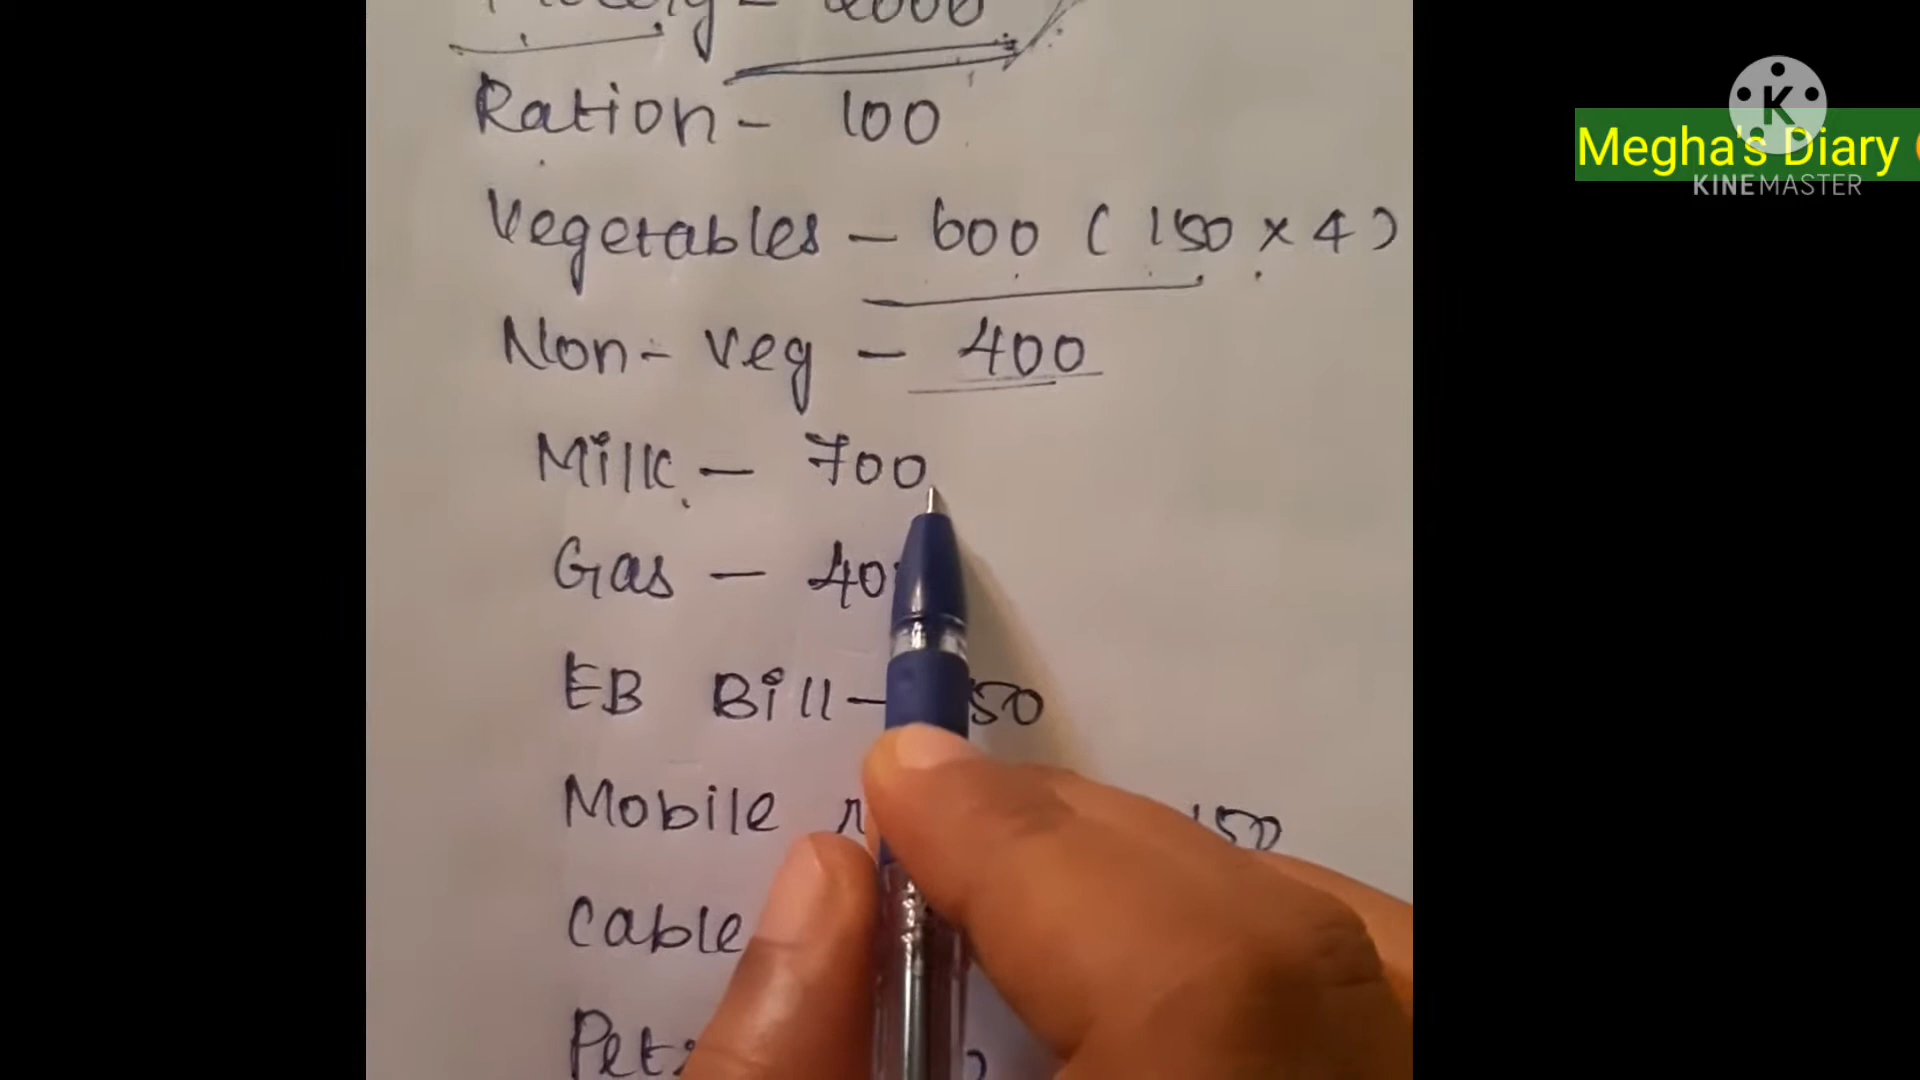 Ration - 100
Vegetables - 600 (150 x 4)
Non-Veg - 400
Milk - 700
Gas -
EB Bill -
Mobile 150
Cable
Megha's Diary
KINEMASTER